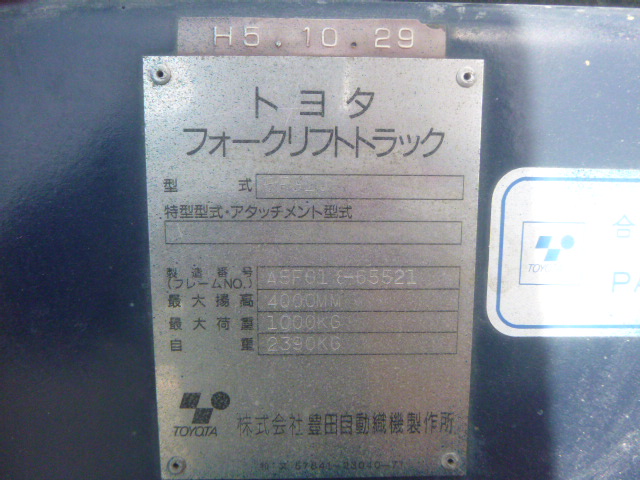 H5.10.29
トヨタ
フォークリフトトラック
型式
特型型式・アタッチメント型式
製造番号
(フレームNO.)
最大揚高 4000MM
最大荷重 1000KG
自重 2390KG
TOYOTA 株式会社豊田自動織機製作所
合
TOYOTA
PA